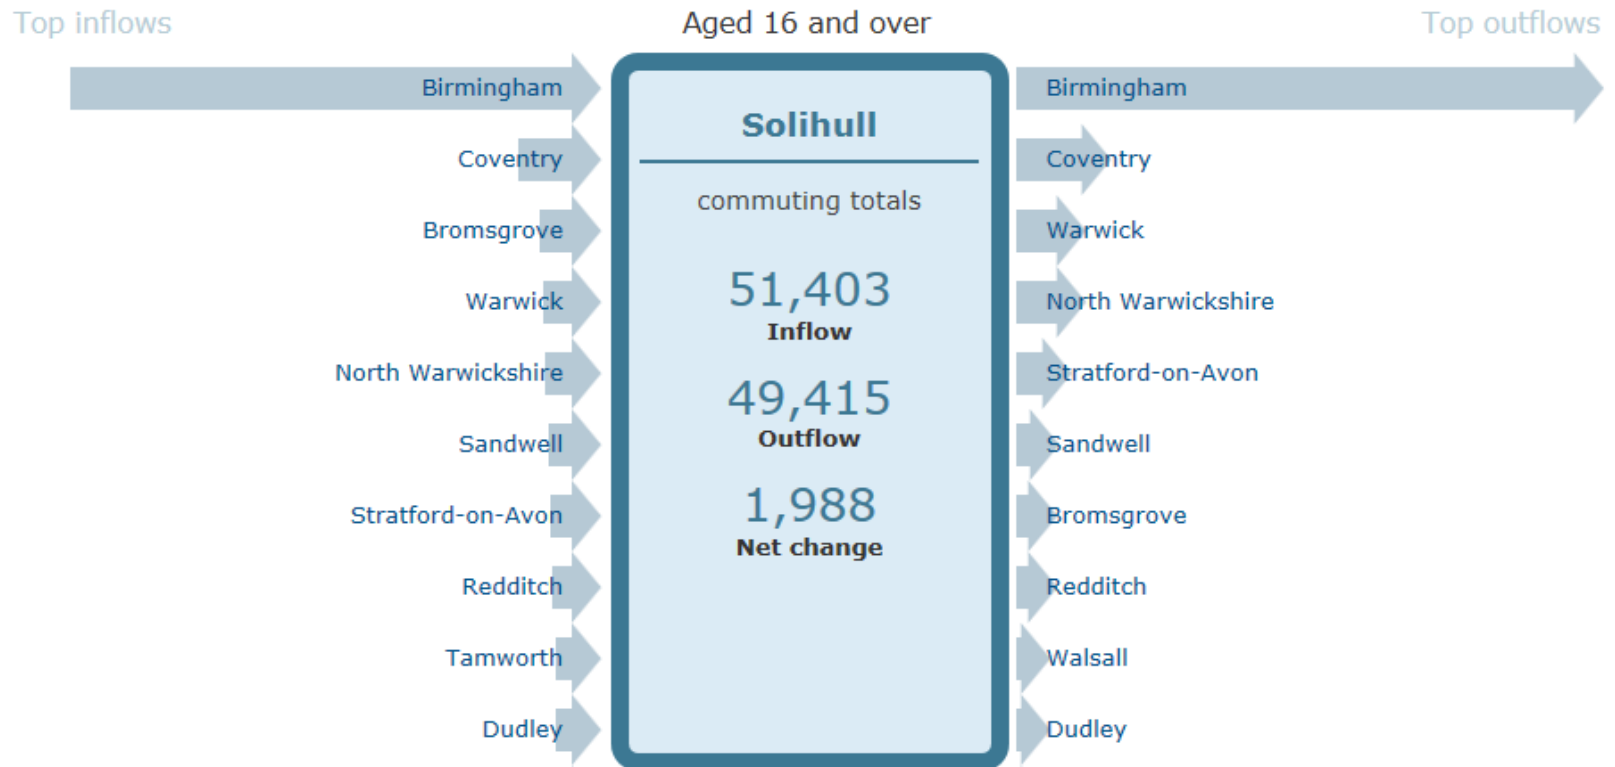 Top inflows
Aged 16 and over
Top outflows
Birmingham
Coventry
Bromsgrove
Warwick
North Warwickshire
Sandwell
Stratford-on-Avon
Redditch
Tamworth
Dudley
Solihull
commuting totals
51,403
Inflow
49,415
Outflow
1,988
Net change
Birmingham
Coventry
Warwick
North Warwickshire
Stratford-on-Avon
Sandwell
Bromsgrove
Redditch
Walsall
Dudley